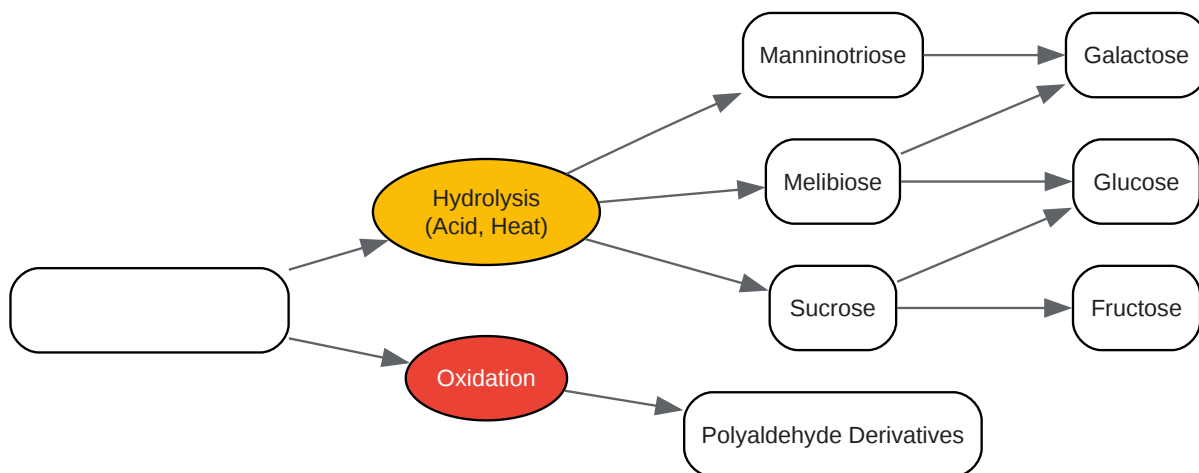 Manninotriose
Galactose
Hydrolysis
(Acid, Heat)
Melibiose
Glucose
Sucrose
Fructose
Oxidation
Polyaldehyde Derivatives